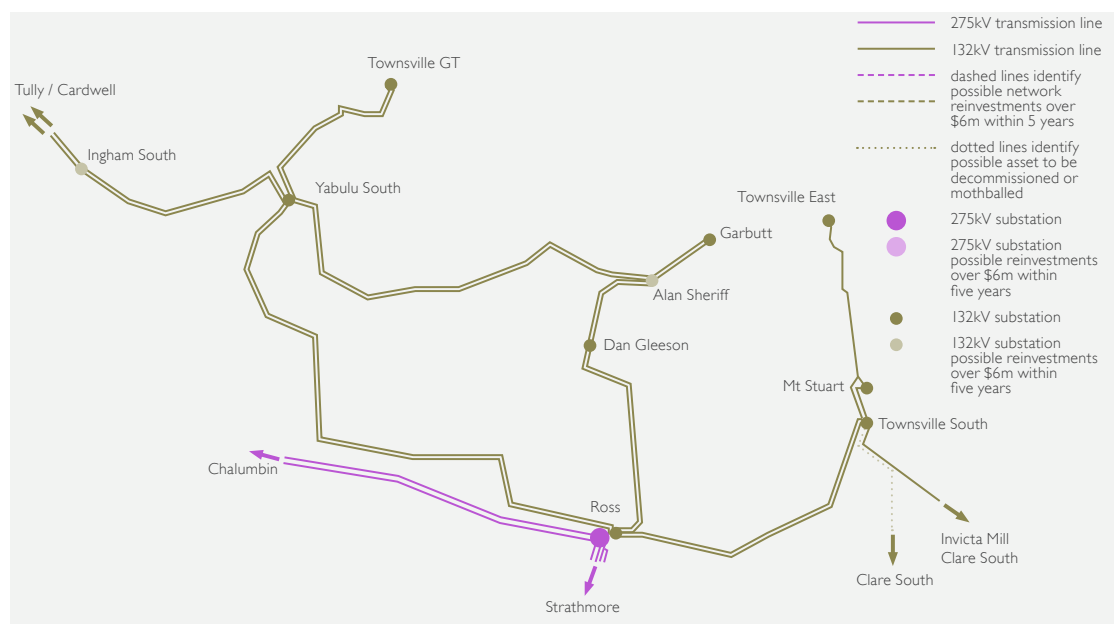 275kV transmission line
132kV transmission line
dashed lines identify
possible network
reinvestments over
$6m within 5 years
dotted lines identify
possible asset to be
decommissioned or
mothballed
275kV substation
275kV substation
possible reinvestments
over $6m within
five years
132kV substation
132kV substation
possible reinvestments
over $6m within
five years
Townsville GT
Tully / Cardwell
Ingham South
Yabulu South
Townsville East
Garbutt
Alan Sheriff
Dan Gleeson
Mt Stuart
Townsville South
Chalumbin
Ross
Invicta Mill
Clare South
Clare South
Strathmore